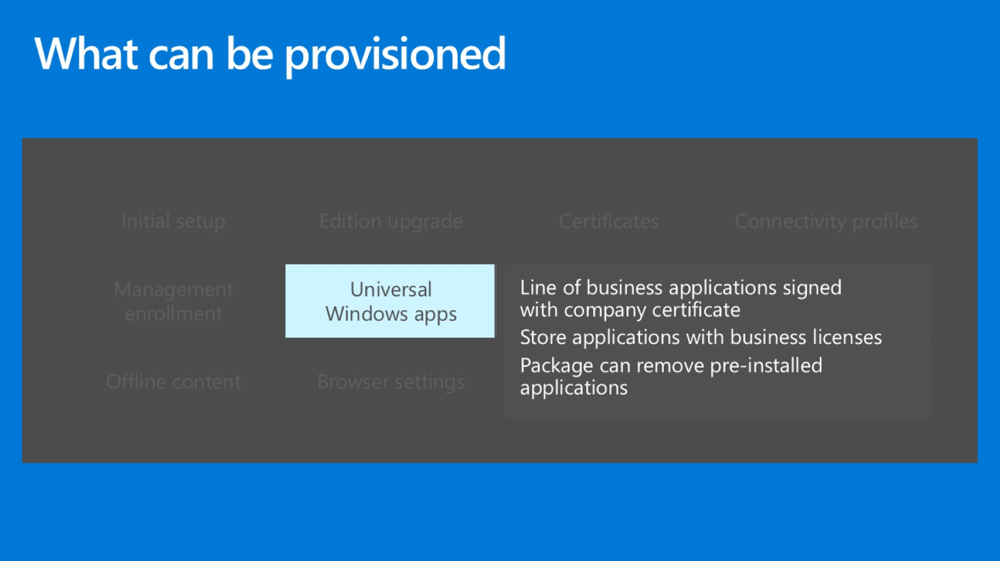 What can be provisioned
Initial setup
Edition upgrade
Certificates
Connectivity profiles
Management
enrollment
Universal
Windows apps
Line of business applications signed
with company certificate
Store applications with business licenses
Package can remove pre-installed
applications
Offline content
Browser settings